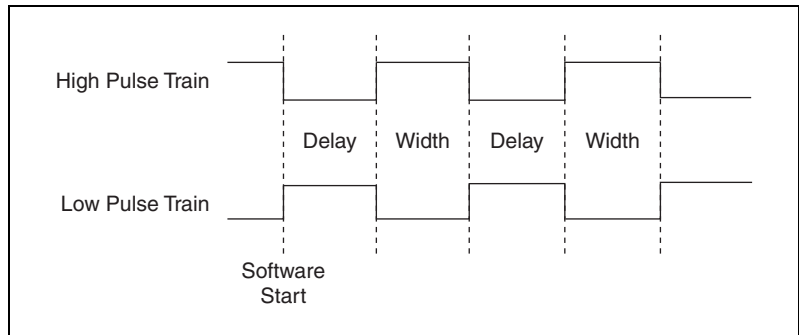 High Pulse Train
Delay Width Delay Width
Low Pulse Train
Software
Start